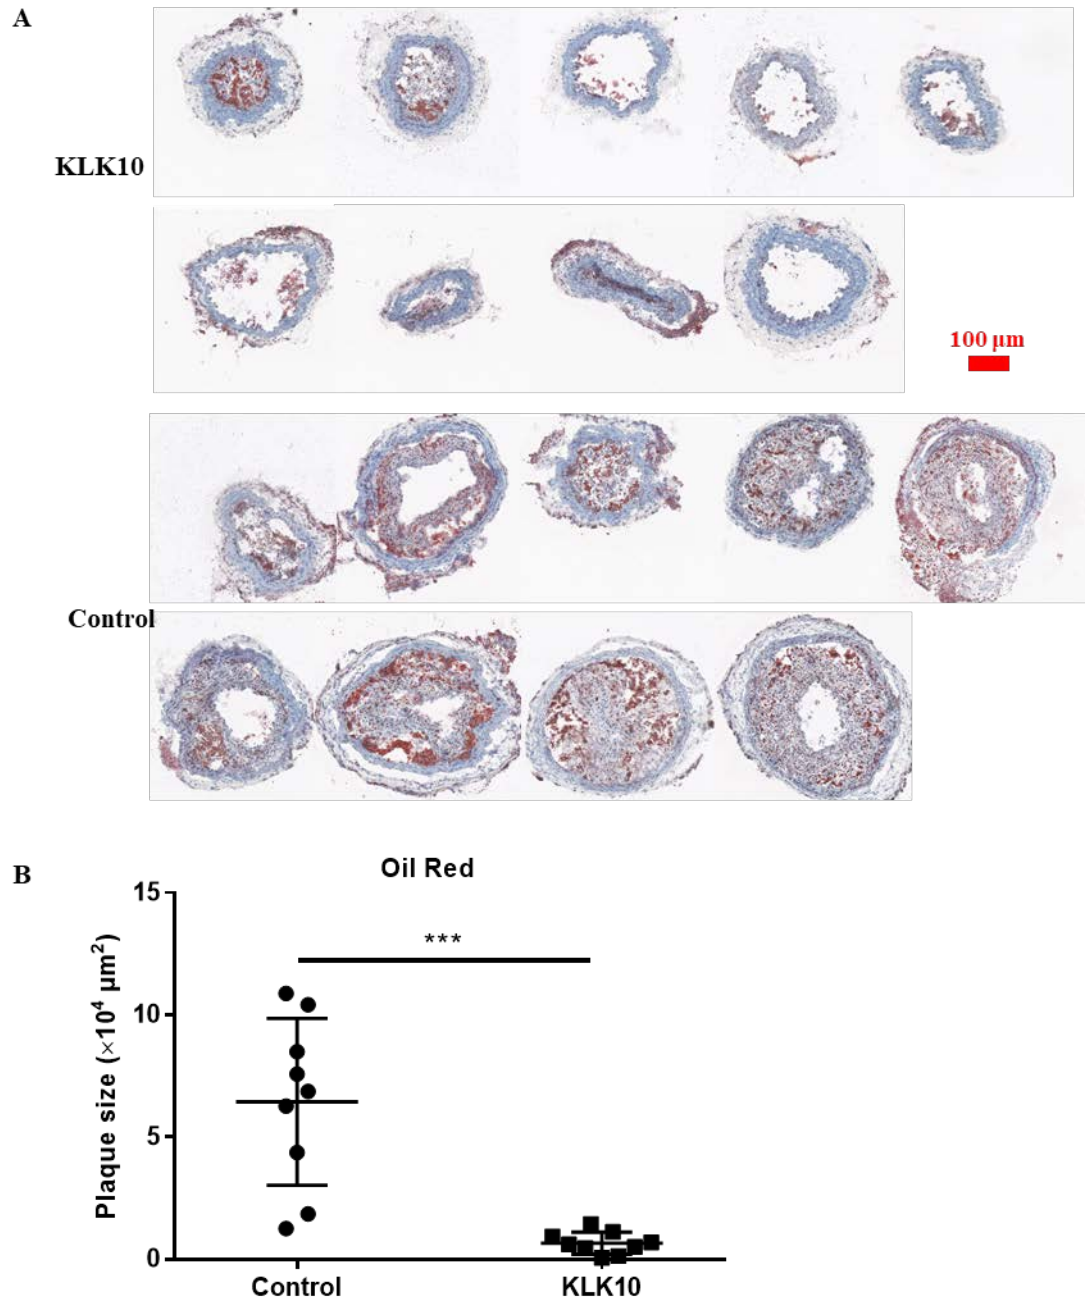 A
KLK10
100 μm
Control
B
Oil Red
15
***
10
5
0
Plaque size (×10⁴ μm²)
Control
KLK10